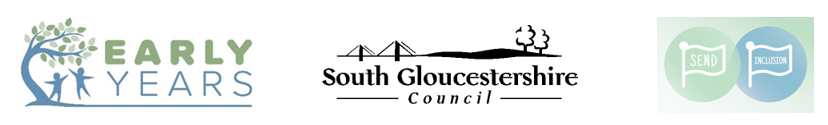 EARLY
YEARS
South Gloucestershire
Council
SEND
INCLUSION